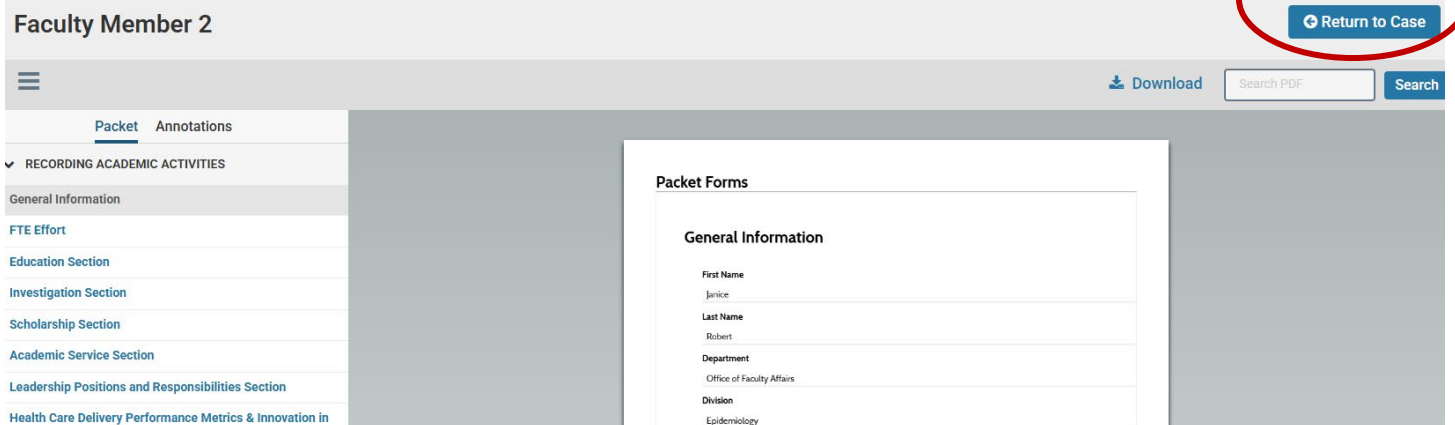 Faculty Member 2
Return to Case
Download
Search PDF
Search
Packet Annotations
RECORDING ACADEMIC ACTIVITIES
General Information
FTE Effort
Education Section
Investigation Section
Scholarship Section
Academic Service Section
Leadership Positions and Responsibilities Section
Health Care Delivery Performance Metrics & Innovation in
Packet Forms
General Information
First Name
Janice
Last Name
Robert
Department
Office of Faculty Affairs
Division
Epidemiology